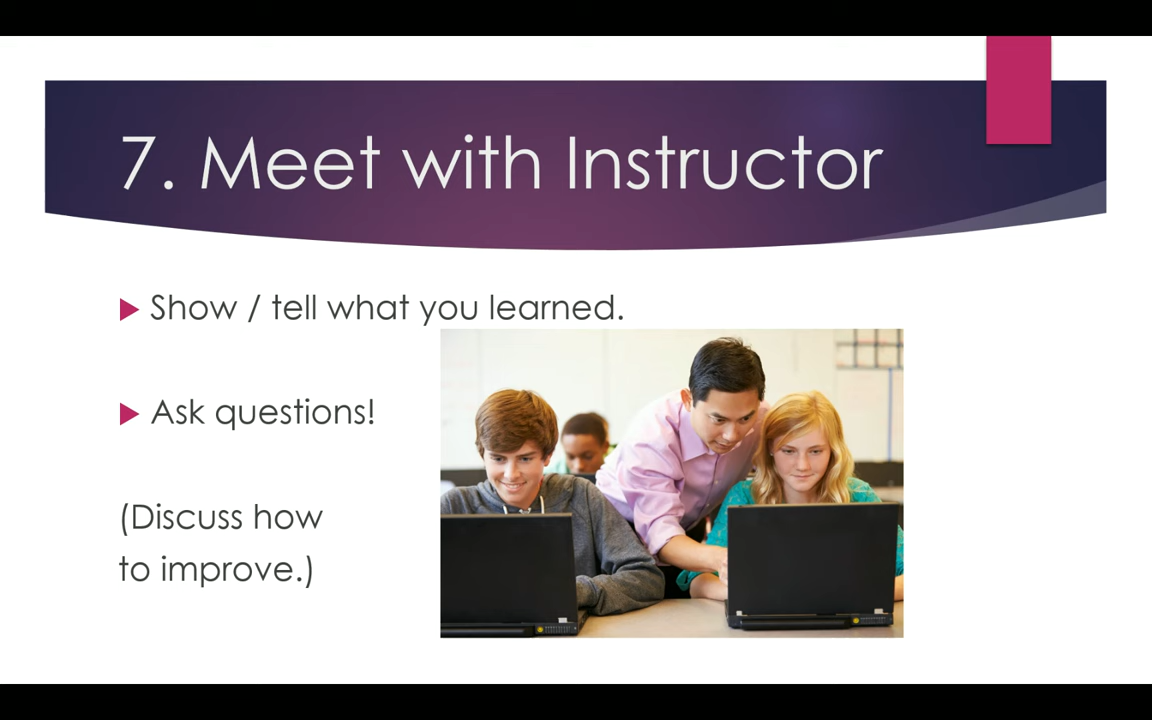 7. Meet with Instructor
Show / tell what you learned.
Ask questions!
(Discuss how
to improve.)